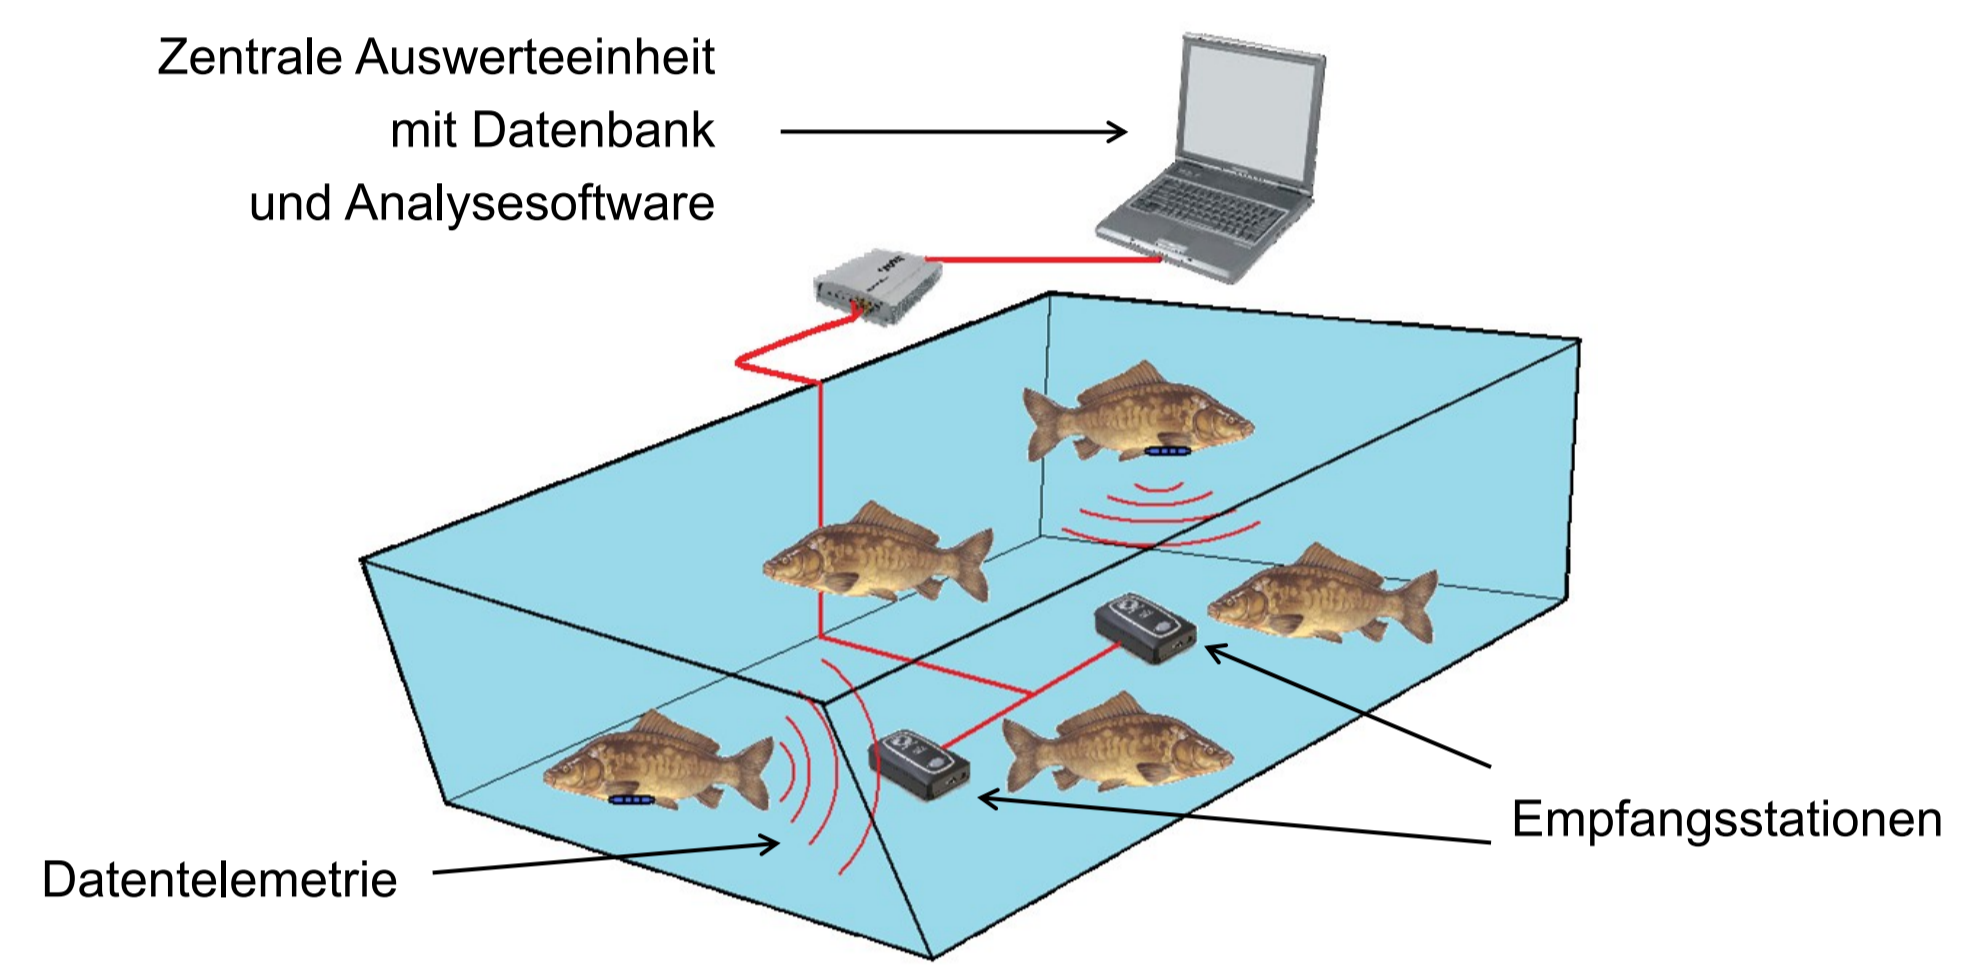 Zentrale Auswerteeinheit
mit Datenbank
und Analysesoftware
Datentelemetrie
Empfangsstationen